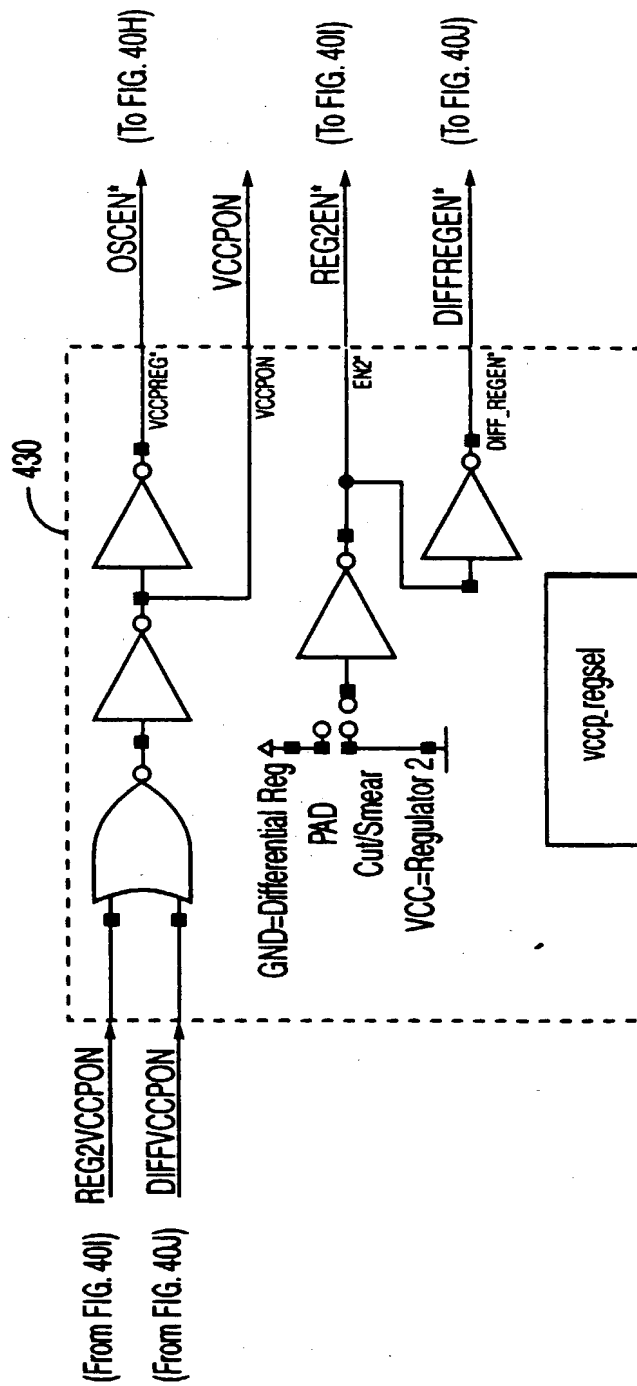 430
(From FIG. 40I) REG2VCCPON
(From FIG. 40J) DIFFVCCPON
VCCPREG*
OSCEN* (To FIG. 40H)
VCCPON
VCCPON
GND=Differential Reg
PAD
Cut/Smear
VCC=Regulator 2
EN2*
REG2EN* (To FIG. 40I)
DIFF_REGEN*
DIFFREGEN* (To FIG. 40J)
vccp_regsel